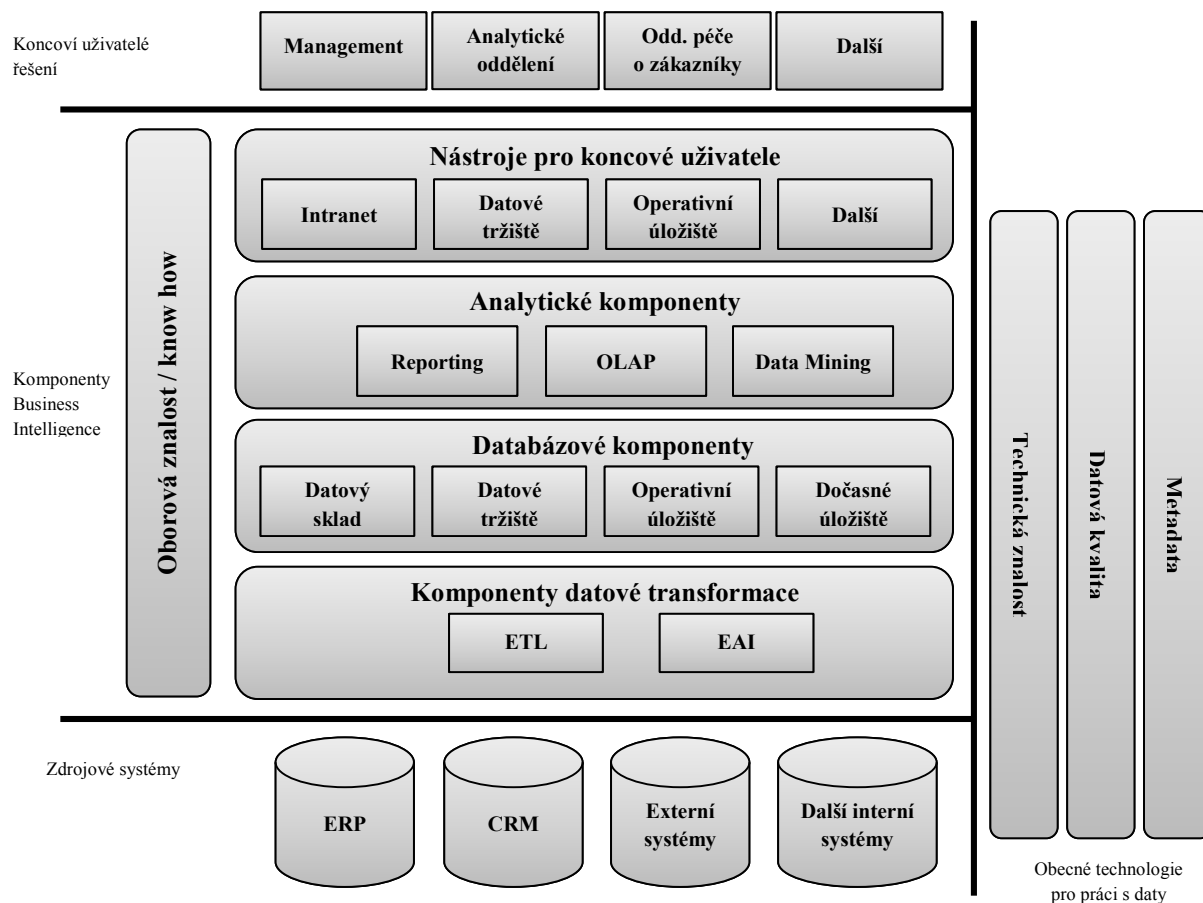 Koncoví uživatelé
řešení
Management
Analytické
oddělení
Odd. péče
o zákazníky
Další
Komponenty
Business
Intelligence
Oborová znalost / know how
Nástroje pro koncové uživatele
Intranet
Datové
tržiště
Operativní
úložiště
Další
Analytické komponenty
Reporting
OLAP
Data Mining
Databázové komponenty
Datový
sklad
Datové
tržiště
Operativní
úložiště
Dočasné
úložiště
Komponenty datové transformace
ETL
EAI
Zdrojové systémy
ERP
CRM
Externí
systémy
Další interní
systémy
Technická znalost
Datová kvalita
Metadata
Obecné technologie
pro práci s daty